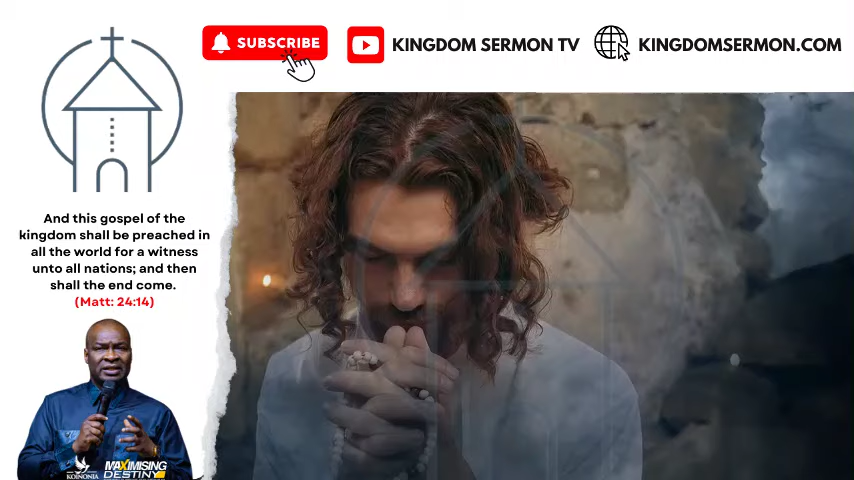 SUBSCRIBE
KINGDOM SERMON TV
KINGDOMSERMON.COM
And this gospel of the
kingdom shall be preached in
all the world for a witness
unto all nations; and then
shall the end come.
(Matt: 24:14)
KOINONIA
MAXIMISING
DESTINY